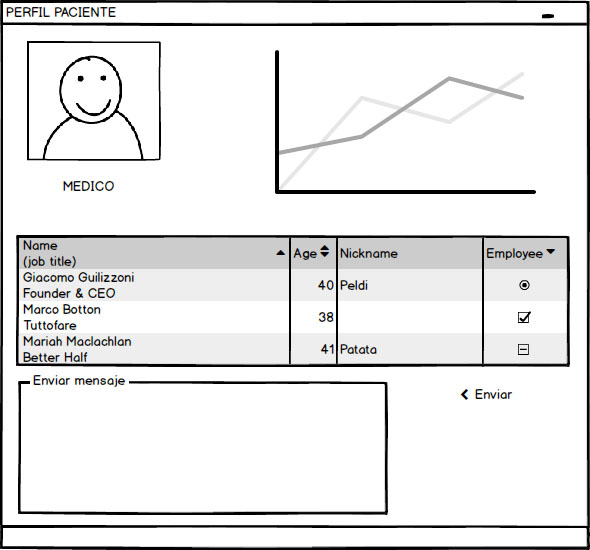 PERFIL PACIENTE
MEDICO
Name
(job title)
Age
Nickname
Employee
Giacomo Guilizzoni
Founder & CEO
40
Peldi
Marco Botton
Tuttofare
38
Mariah Maclachlan
Better Half
41
Patata
Enviar mensaje
Enviar